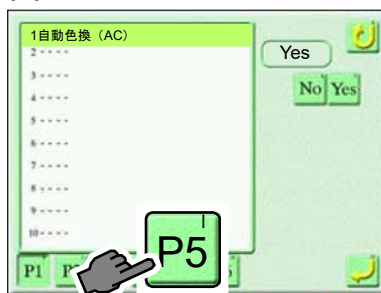 1自動色換（AC）
2 - - - -
3 - - - -
4 - - - -
5 - - - -
6 - - - -
7 - - - -
8 - - - -
9 - - - -
10 - - - -
Yes
No Yes
P1
P5